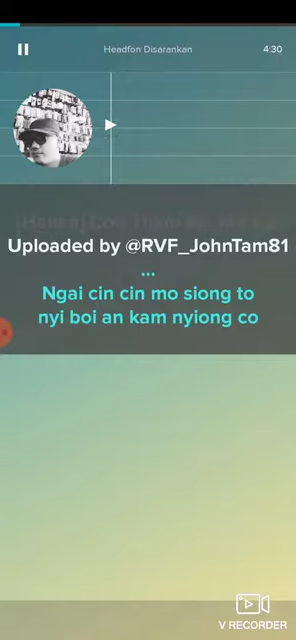 Headfon Disarankan
4:30
Uploaded by @RVF_JohnTam81
...
Ngai cin cin mo siong to
nyi boi an kam nyiong co
V RECORDER